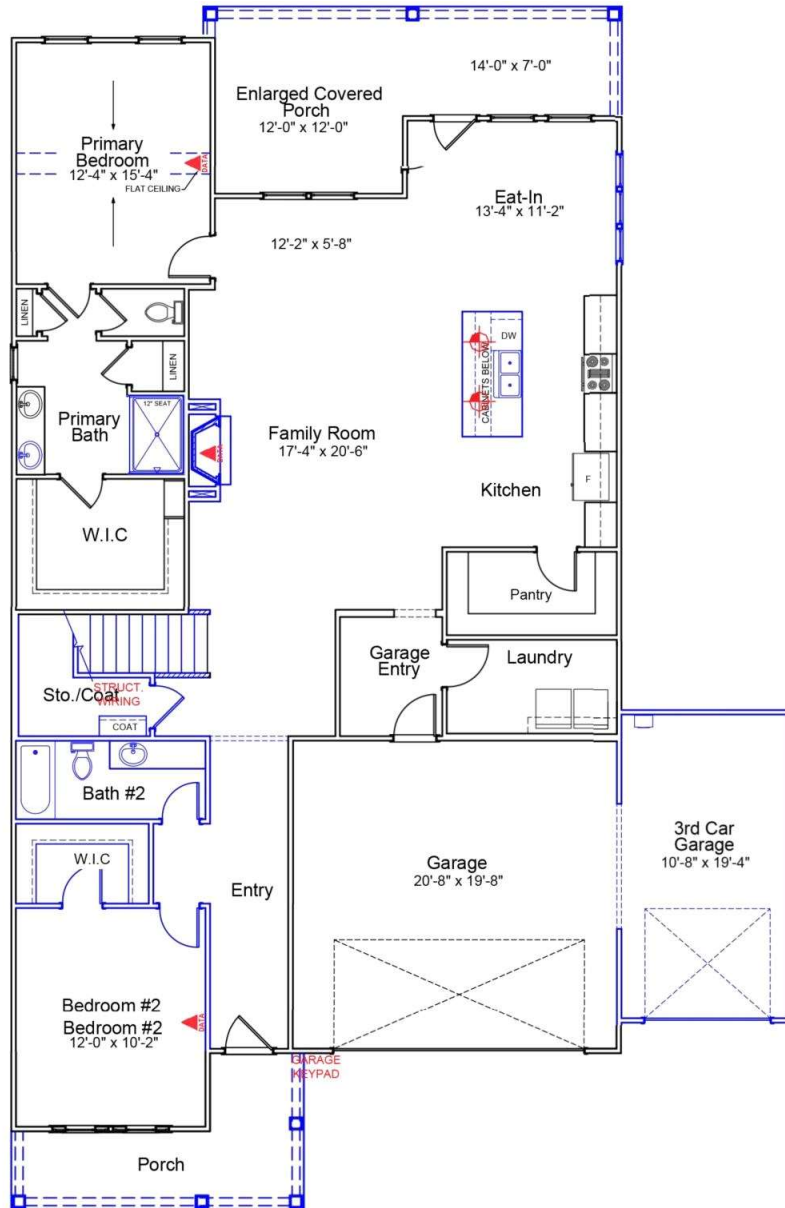 14'-0" x 7'-0"
Enlarged Covered
Porch
12'-0" x 12'-0"
Primary
Bedroom
12'-4" x 15'-4"
DATA
FLAT CEILING
Eat-In
13'-4" x 11'-2"
12'-2" x 5'-8"
LINEN
LINEN
DW
CABINETS BELOW
12" SEAT
Primary
Bath
Family Room
17'-4" x 20'-6"
DATA
F
Kitchen
W.I.C
Pantry
Garage
Entry
Laundry
Sto./Coat
STRUCT.
WIRING
COAT
Bath #2
W.I.C
Entry
Garage
20'-8" x 19'-8"
3rd Car
Garage
10'-8" x 19'-4"
Bedroom #2
Bedroom #2
12'-0" x 10'-2"
DATA
GARAGE
KEYPAD
Porch